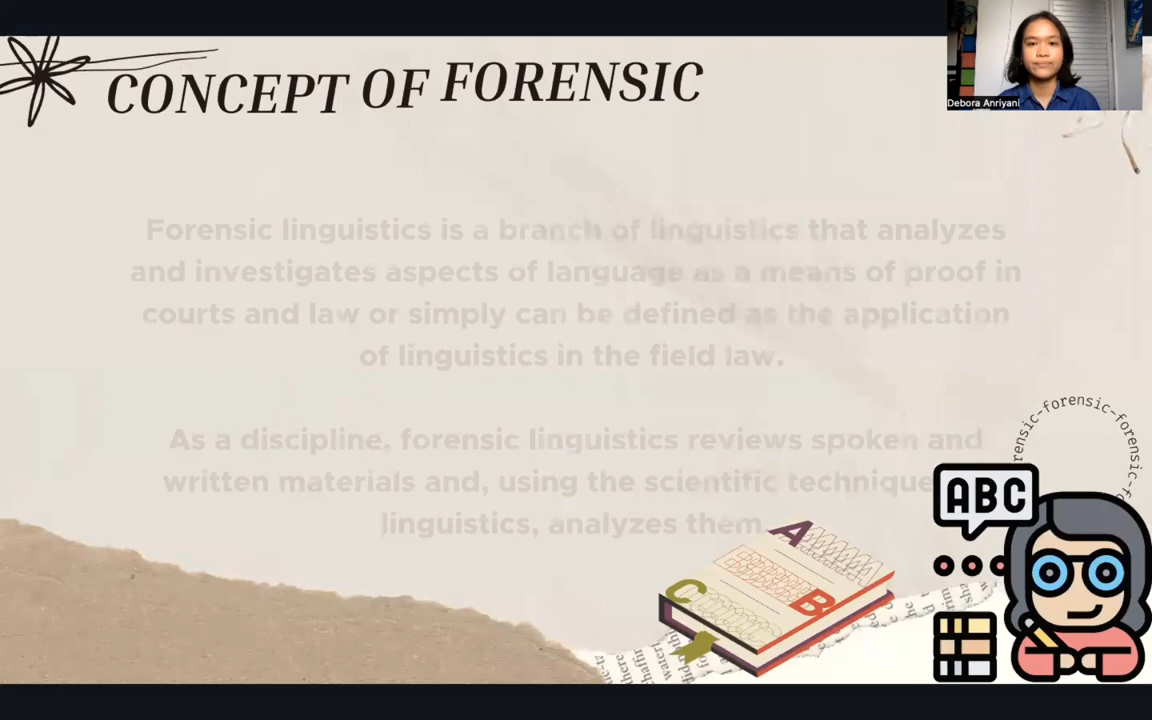 CONCEPT OF FORENSIC
Debora Anriyani
Forensic linguistics is a branch of linguistics that analyzes
and investigates aspects of language as a means of proof in
courts and law or simply can be defined as the application
of linguistics in the field law.
As a discipline, forensic linguistics reviews spoken and
written materials and, using the scientific technique
linguistics, analyzes them
rensic-forensic-forensic-f
ABC
A
B
C